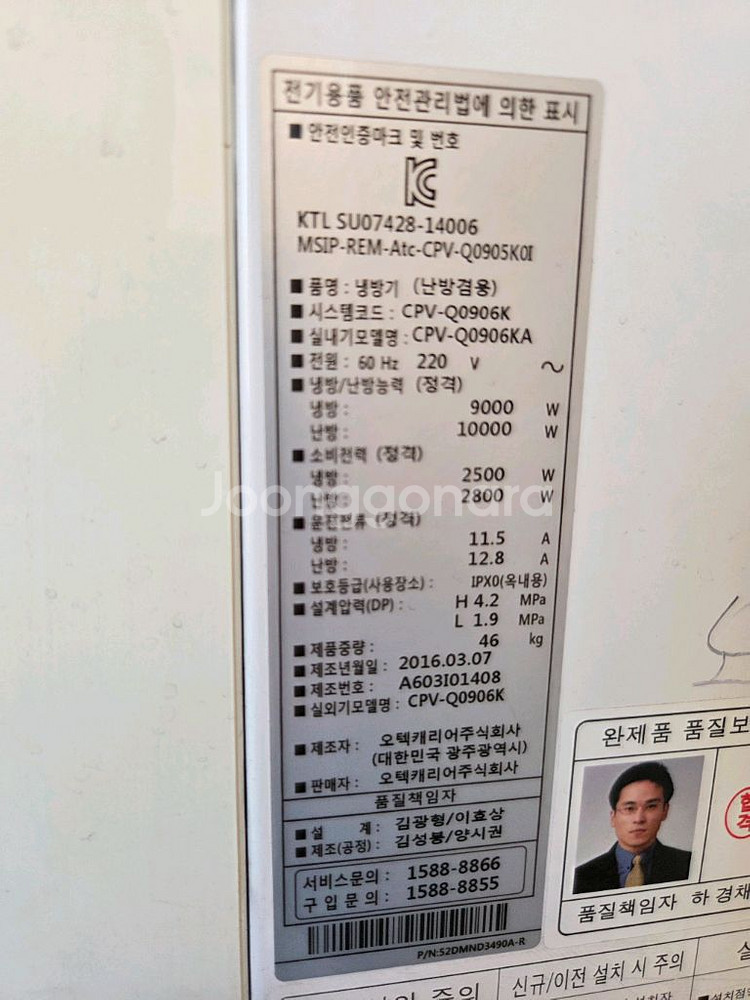 전기용품 안전관리법에 의한 표시
■ 안전인증마크 및 번호
KTL SU07428-14006
MSIP-REM-Atc-CPV-Q0905K0I
■ 품명 : 냉방기 (난방겸용)
■ 시스템코드 : CPV-Q0906K
■ 실내기모델명 : CPV-Q0906KA
■ 전원 : 60 Hz 220 V ~
■ 냉방/난방능력 (정격)
냉방 : 9000 W
난방 : 10000 W
■ 소비전력 (정격)
냉방 : 2500 W
난방 : 2800 W
■ 운전전류 (정격)
냉방 : 11.5 A
난방 : 12.8 A
■ 보호등급(사용장소) : IPX0(옥내용)
■ 설계압력(DP) : H 4.2 MPa
L 1.9 MPa
■ 제품중량 : 46 kg
■ 제조년월일 : 2016.03.07
■ 제조번호 : A603I01408
■ 실외기모델명 : CPV-Q0906K
■ 제조자 : 오텍캐리어주식회사
(대한민국 광주광역시)
■ 판매자 : 오텍캐리어주식회사
품질책임자
■ 설 계 : 김광형/이효상
■ 제조(공정) : 김성봉/양시권
서비스문의 : 1588-8866
구입문의 : 1588-8855
P/N:52DMND3490A-R
Joonggonara
완제품 품질보
합격
품질책임자 하 경채
주의
신규/이전 설치 시 주의